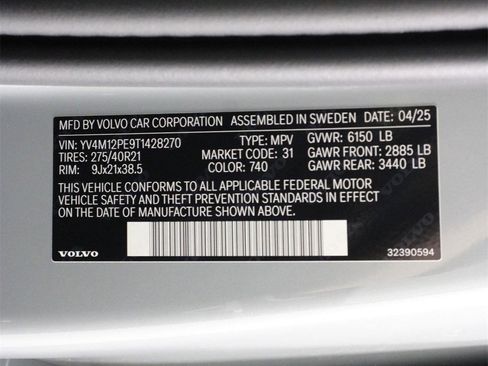 MFD BY VOLVO CAR CORPORATION ASSEMBLED IN SWEDEN DATE: 04/25
VIN: YV4M12PE9T1428270 TYPE: MPV GVWR: 6150 LB
TIRES: 275/40R21 MARKET CODE: 31 GAWR FRONT: 2885 LB
RIM: 9Jx21x38.5 COLOR: 740 GAWR REAR: 3440 LB
THIS VEHICLE CONFORMS TO ALL APPLICABLE FEDERAL MOTOR
VEHICLE SAFETY AND THEFT PREVENTION STANDARDS IN EFFECT
ON THE DATE OF MANUFACTURE SHOWN ABOVE.
VOLVO 32390594